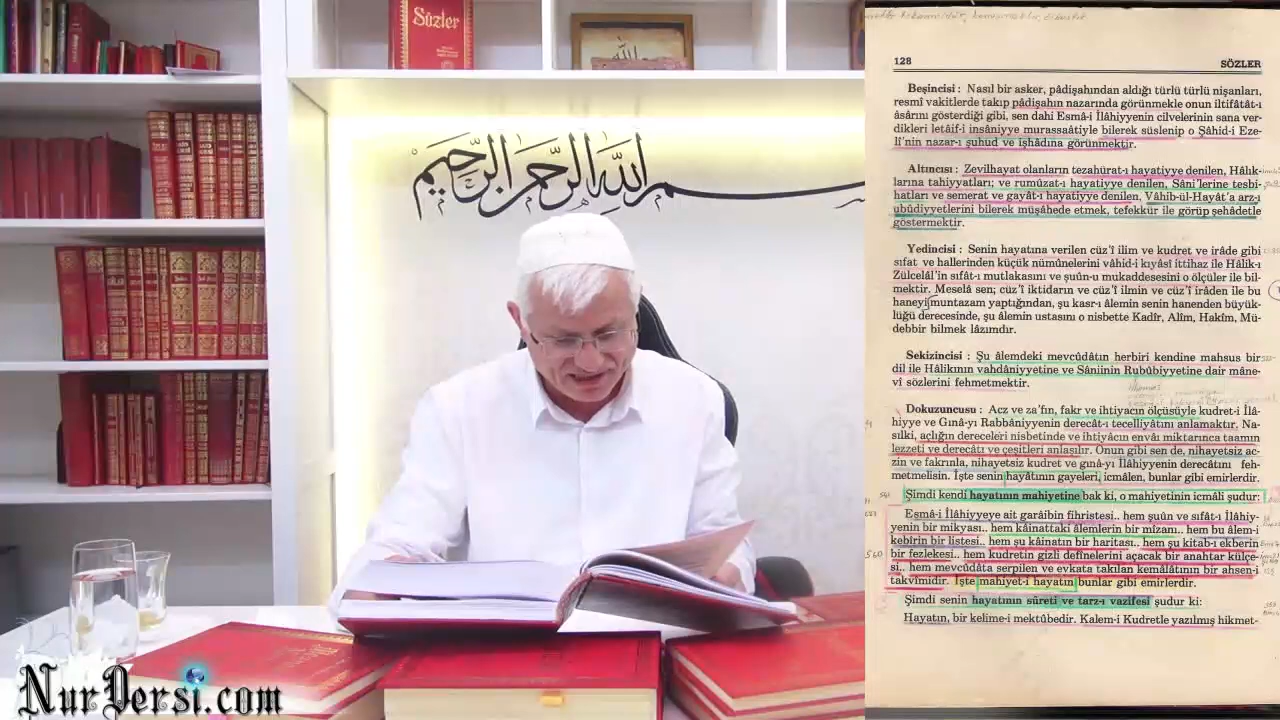 Sözler
بسم الله الرحمن الرحيم
NurDersi.com
128 SÖZLER
Beşincisi : Nasıl bir asker, pâdişahından aldığı türlü türlü nişanları,
resmî vakitlerde takıp pâdişahın nazarında görünmekle onun iltifâtât-ı
âsârını gösterdiği gibi, sen dahi Esmâ-i İlâhiyyenin cilvelerinin sana ver-
dikleri letâif-i insâniyye murassaâtiyle bilerek süslenip o Şâhid-i Eze-
lî'nin nazar-ı şuhud ve işhâdına görünmektir.
Altıncısı : Zevilhayat olanların tezahürat-ı hayatiyye denilen, Hâlık-
larına tahiyyatları; ve rumûzat-ı hayatiyye denilen, Sâni'lerine tesbi-
hatları ve semerat ve gayât-ı hayatiyye denilen, Vâhib-ül-Hayât'a arz-ı
ubûdiyyetlerini bilerek müşâhede etmek, tefekkür ile görüp şehâdetle
göstermektir.
Yedincisi : Senin hayatına verilen cüz'î ilim ve kudret ve irâde gibi
sıfat ve hallerinden küçük nümûnelerini vâhid-i kıyâsî ittihaz ile Hâlik-ı
Zülcelâl'in sıfât-ı mutlakasını ve şuûn-u mukaddesesini o ölçüler ile bil-
mektir. Meselâ sen; cüz'î iktidarın ve cüz'î ilmin ve cüz'î irâden ile bu
haneyi muntazam yaptığından, şu kasr-ı âlemin senin hanenden büyük-
lüğü derecesinde, şu âlemin ustasını o nisbette Kadîr, Alîm, Hakîm, Mü-
debbir bilmek lâzımdır.
Sekizincisi : Şu âlemdeki mevcûdâtın herbiri kendine mahsus bir
dil ile Hâlikının vahdâniyyetine ve Sâniinin Rubûbiyyetine dair mâne-
vî sözlerini fehmetmektir.
Dokuzuncusu : Acz ve za'fın, fakr ve ihtiyacın ölçüsüyle kudret-i İlâ-
hiyye ve Gınâ-yı Rabbâniyyenin derecât-ı tecelliyâtını anlamaktır. Na-
silki, açlığın dereceleri nisbetinde ve ihtiyâcın envâı miktarınca taamın
lezzeti ve derecâtı ve çeşitleri anlaşılır. Onun gibi sen de, nihayetsiz ac-
zin ve fakrınla, nihayetsiz kudret ve gınâ-yı İlâhiyyenin derecâtını feh-
metmelisin. İşte senin hayâtının gayeleri, icmâlen, bunlar gibi emirlerdir.
Şimdi kendi hayatının mahiyetine bak ki, o mahiyetinin icmâli şudur:
Esmâ-i İlâhiyyeye ait garâibin fihristesi.. hem şuûn ve sıfât-ı İlâhiy-
yenin bir mikyası.. hem kâinattaki âlemlerin bir mîzanı.. hem bu âlem-i
kebîrin bir listesi.. hem şu kâinatın bir haritası.. hem şu kitab-ı ekberin
bir fezlekesi.. hem kudretin gizli defînelerini açacak bir anahtar külçe-
si.. hem mevcûdâta serpilen ve evkata takılan kemâlâtının bir ahsen-i
takvîmidir. İşte mahiyet-i hayatın bunlar gibi emirlerdir.
Şimdi senin hayatının sûreti ve tarz-ı vazifesi şudur ki:
Hayatın, bir kelime-i mektûbedir. Kalem-i Kudretle yazılmış hikmet-